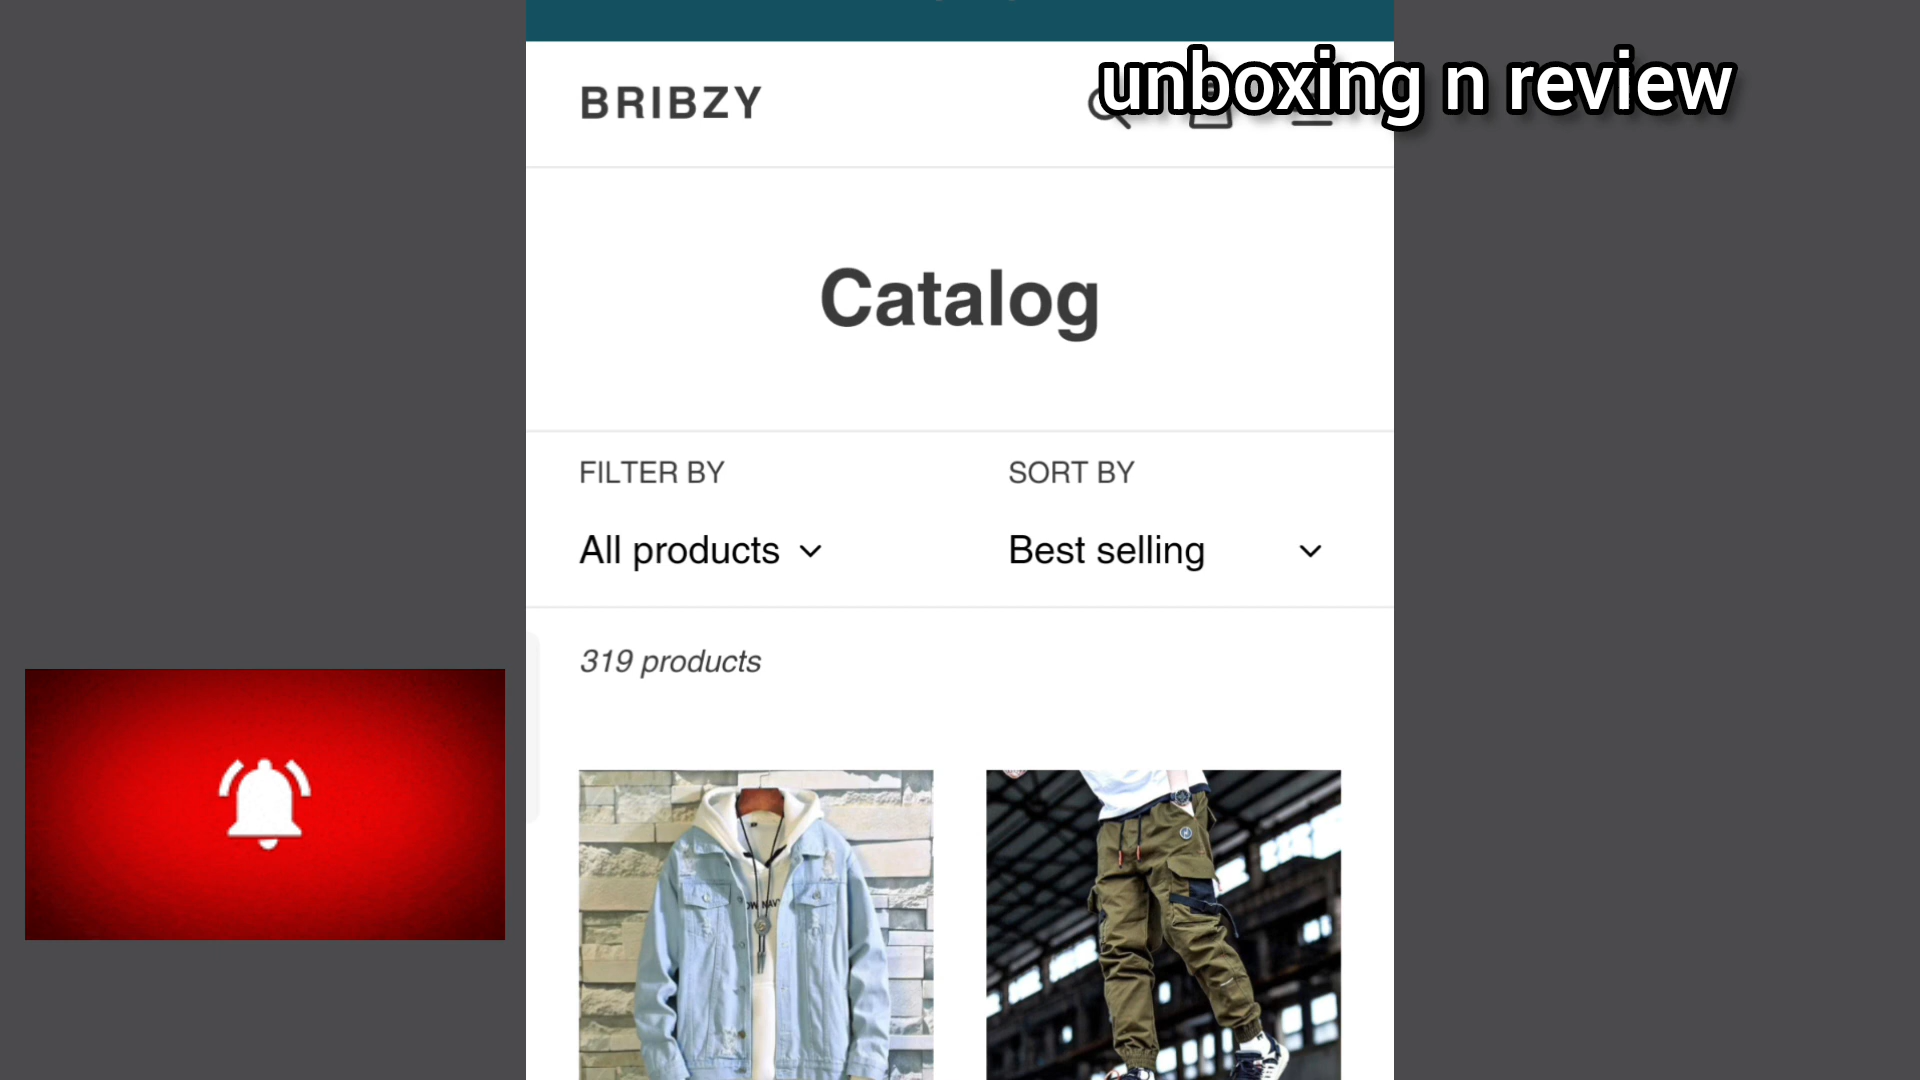 unboxing n review
BRIBZY
Catalog
FILTER BY
SORT BY
All products
Best selling
319 products